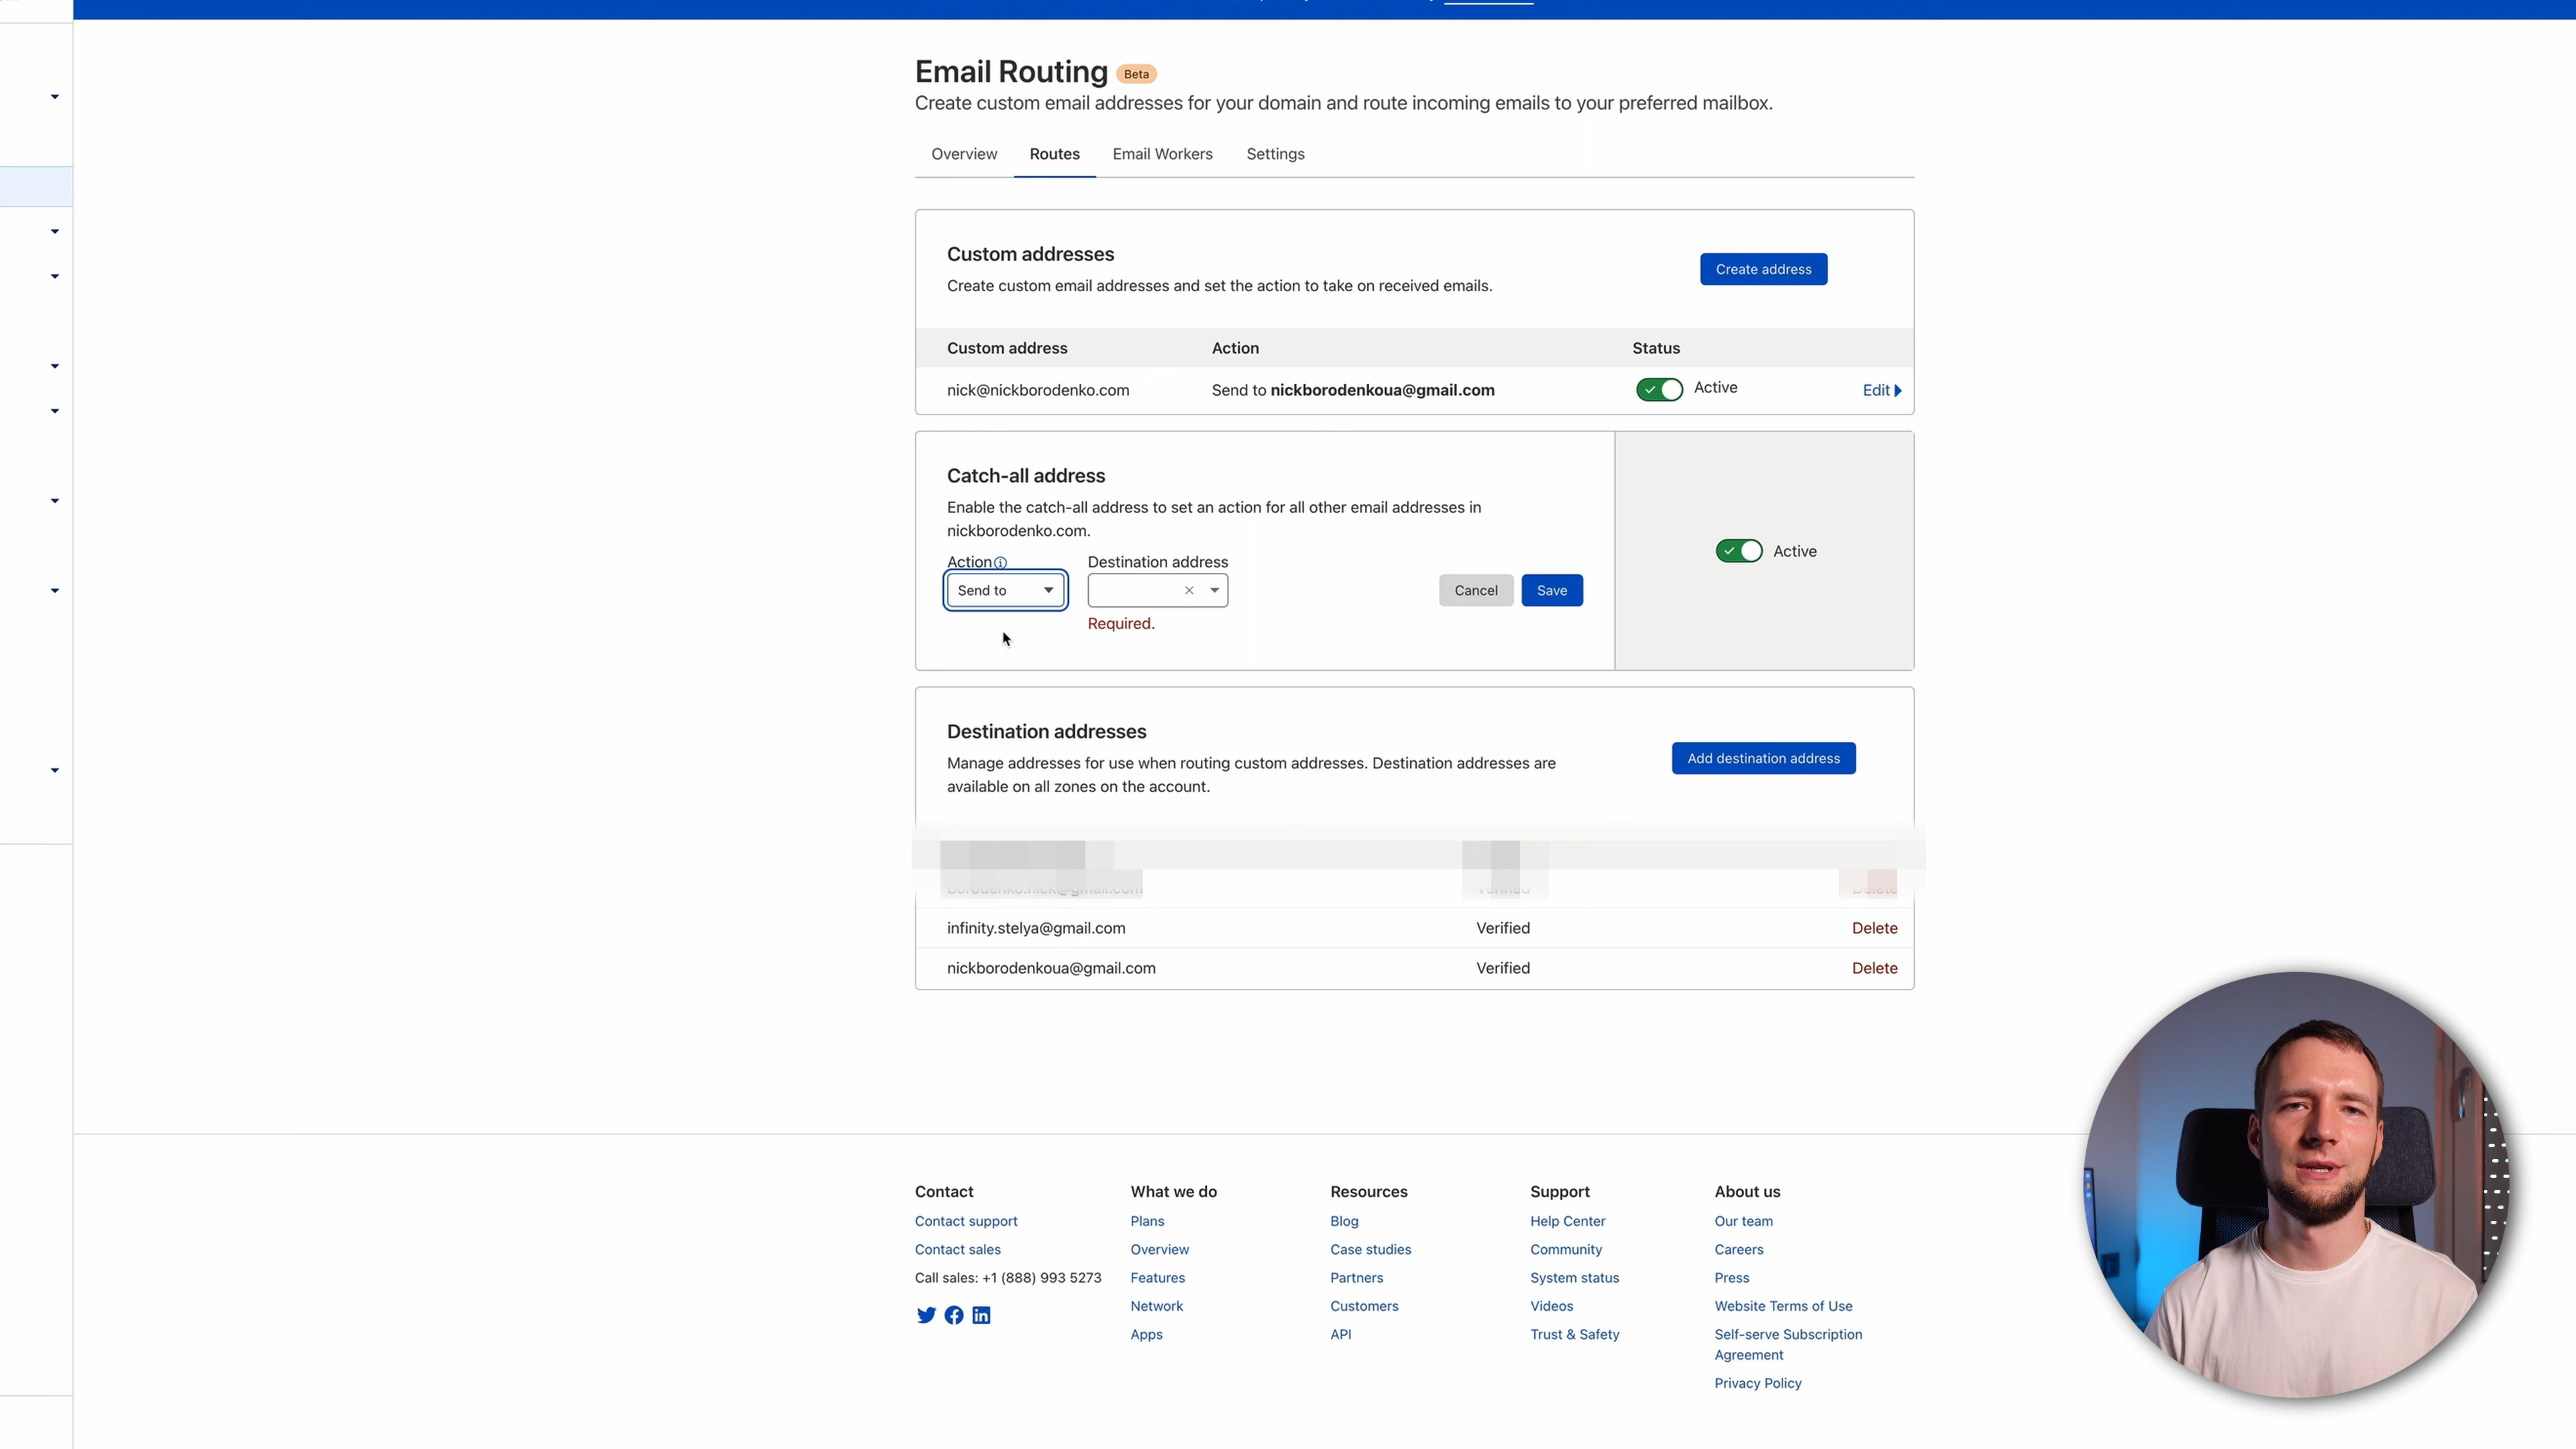 Email Routing Beta
Create custom email addresses for your domain and route incoming emails to your preferred mailbox.
Overview Routes Email Workers Settings
Custom addresses
Create custom email addresses and set the action to take on received emails.
Create address
Custom address Action Status
nick@nickborodenko.com Send to nickborodenkoua@gmail.com Active Edit
Catch-all address
Enable the catch-all address to set an action for all other email addresses in
nickborodenko.com.
Action Destination address
Send to
Cancel Save
Required.
Active
Destination addresses
Manage addresses for use when routing custom addresses. Destination addresses are
available on all zones on the account.
Add destination address
infinity.stelya@gmail.com Verified Delete
nickborodenkoua@gmail.com Verified Delete
Contact
Contact support
Contact sales
Call sales: +1 (888) 993 5273
What we do
Plans
Overview
Features
Network
Apps
Resources
Blog
Case studies
Partners
Customers
API
Support
Help Center
Community
System status
Videos
Trust & Safety
About us
Our team
Careers
Press
Website Terms of Use
Self-serve Subscription
Agreement
Privacy Policy